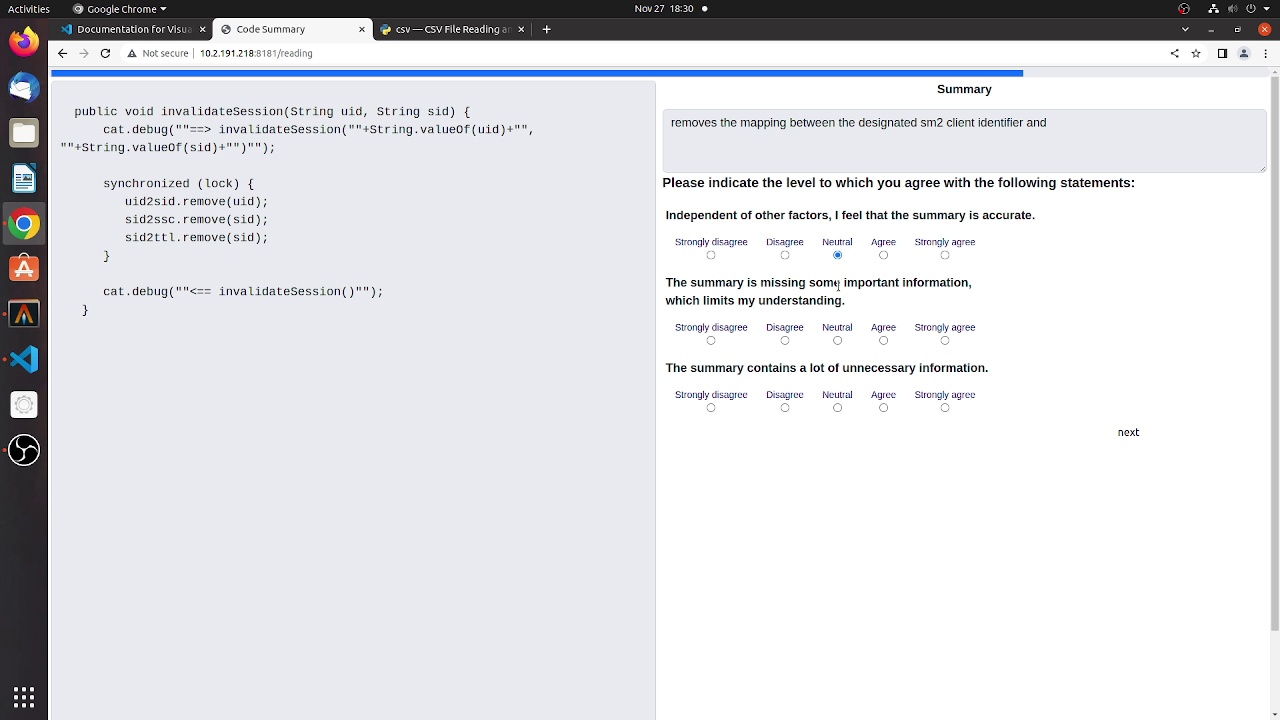 Activities
Google Chrome
Nov 27 18:30
Documentation for Visua
Code Summary
csv — CSV File Reading an
Not secure
10.2.191.218:8181/reading
public void invalidateSession(String uid, String sid) {
cat.debug(""==> invalidateSession(""+String.valueOf(uid)+"",
""+String.valueOf(sid)+"")"");
synchronized (lock) {
uid2sid.remove(uid);
sid2ssc.remove(sid);
sid2ttl.remove(sid);
}
cat.debug(""<== invalidateSession()"");
}
Summary
removes the mapping between the designated sm2 client identifier and
Please indicate the level to which you agree with the following statements:
Independent of other factors, I feel that the summary is accurate.
Strongly disagree Disagree Neutral Agree Strongly agree
The summary is missing some important information,
which limits my understanding.
Strongly disagree Disagree Neutral Agree Strongly agree
The summary contains a lot of unnecessary information.
Strongly disagree Disagree Neutral Agree Strongly agree
next